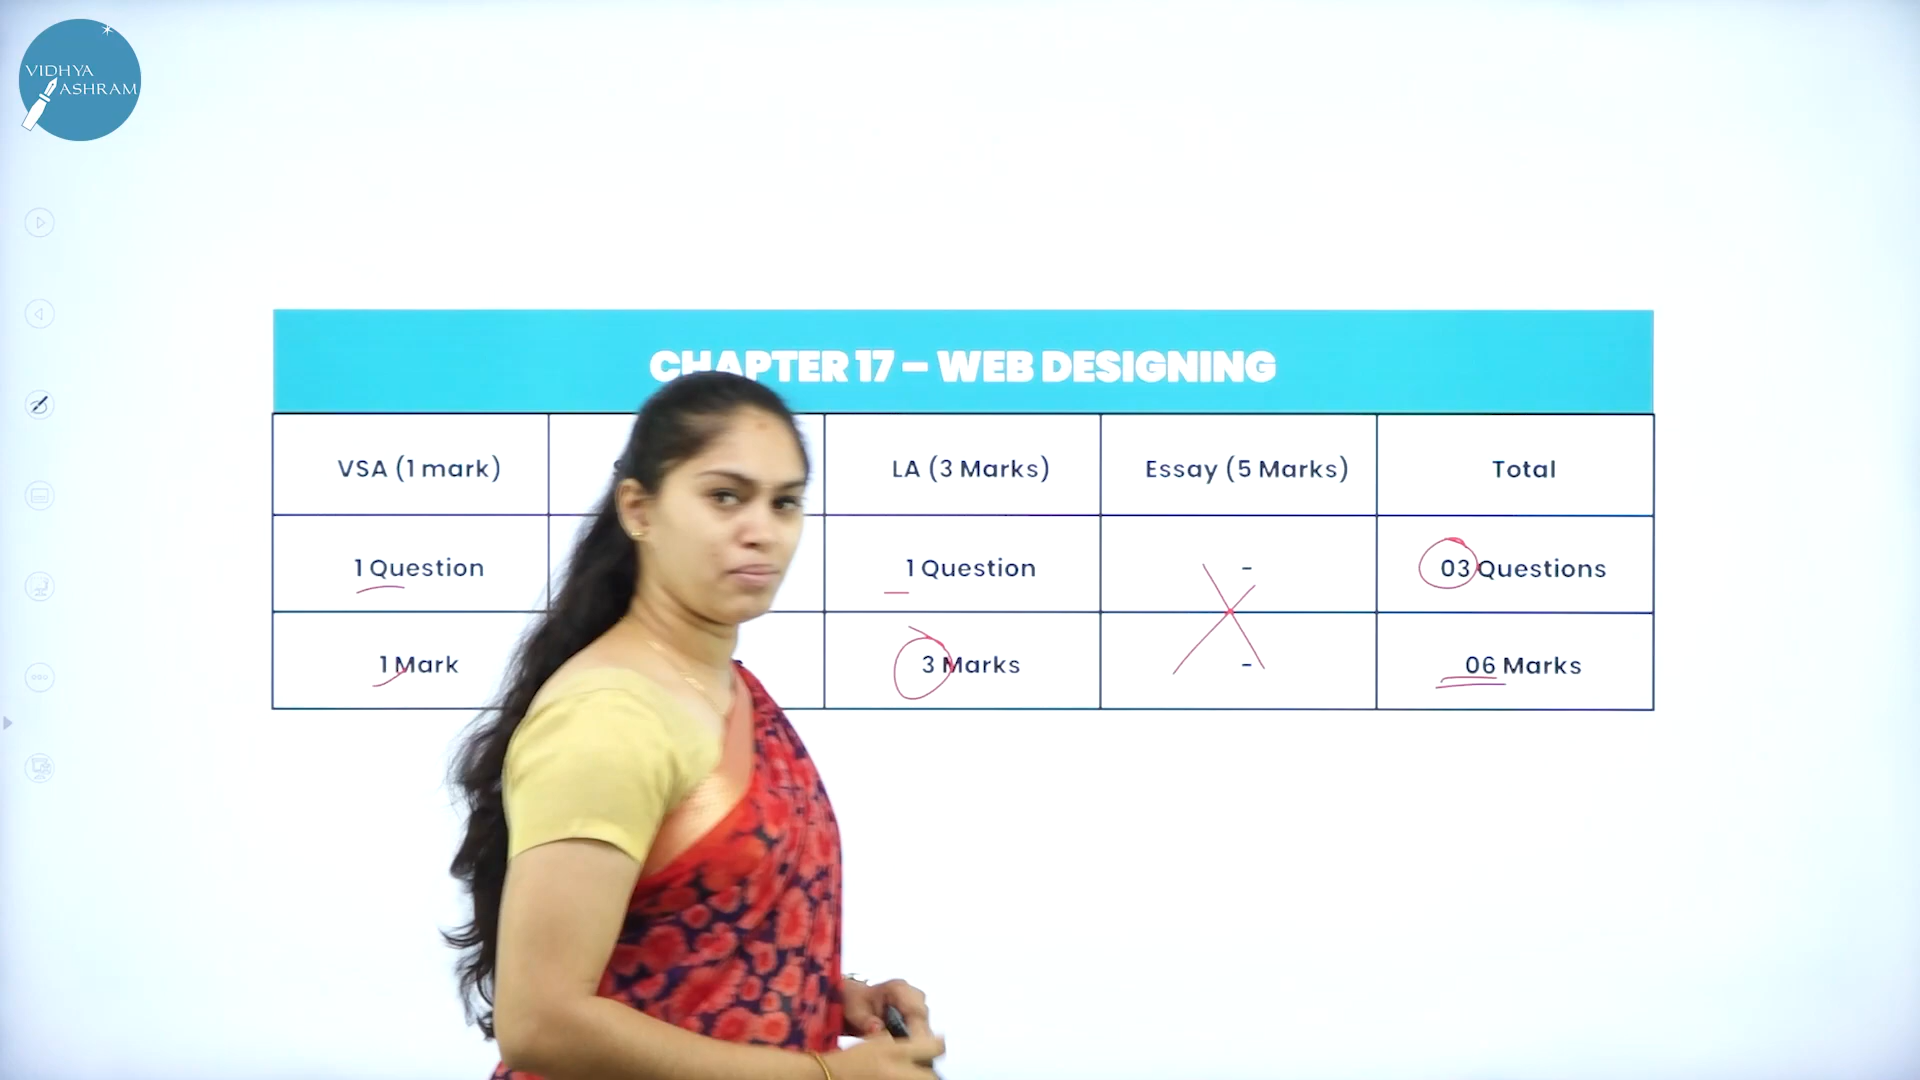 VIDHYA
ASHRAM
CHAPTER 17 – WEB DESIGNING
VSA (1 mark)
LA (3 Marks)
Essay (5 Marks)
Total
1 Question
1 Question
-
03 Questions
1 Mark
3 Marks
-
06 Marks